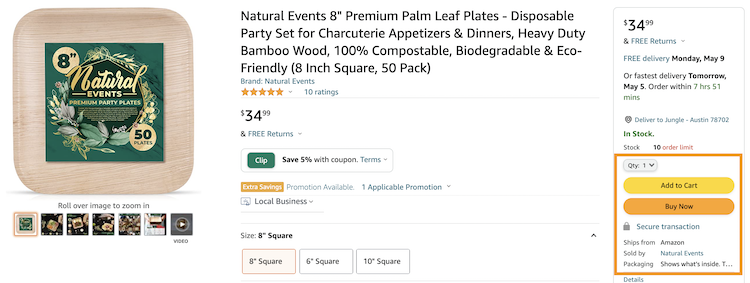 8"
Natural
EVENTS
PREMIUM PARTY PLATES
50
PLATES
Roll over image to zoom in
VIDEO
Natural Events 8" Premium Palm Leaf Plates - Disposable
Party Set for Charcuterie Appetizers & Dinners, Heavy Duty
Bamboo Wood, 100% Compostable, Biodegradable & Eco-
Friendly (8 Inch Square, 50 Pack)
Brand: Natural Events
10 ratings
$34 99
& FREE Returns
Clip Save 5% with coupon. Terms
Extra Savings Promotion Available. 1 Applicable Promotion
Local Business
Size: 8" Square
8" Square 6" Square 10" Square
$34 99
& FREE Returns
FREE delivery Monday, May 9
Or fastest delivery Tomorrow,
May 5. Order within 7 hrs 51
mins
Deliver to Jungle - Austin 78702
In Stock.
Stock 10 order limit
Qty: 1
Add to Cart
Buy Now
Secure transaction
Ships from Amazon
Sold by Natural Events
Packaging Shows what's inside. T...
Details